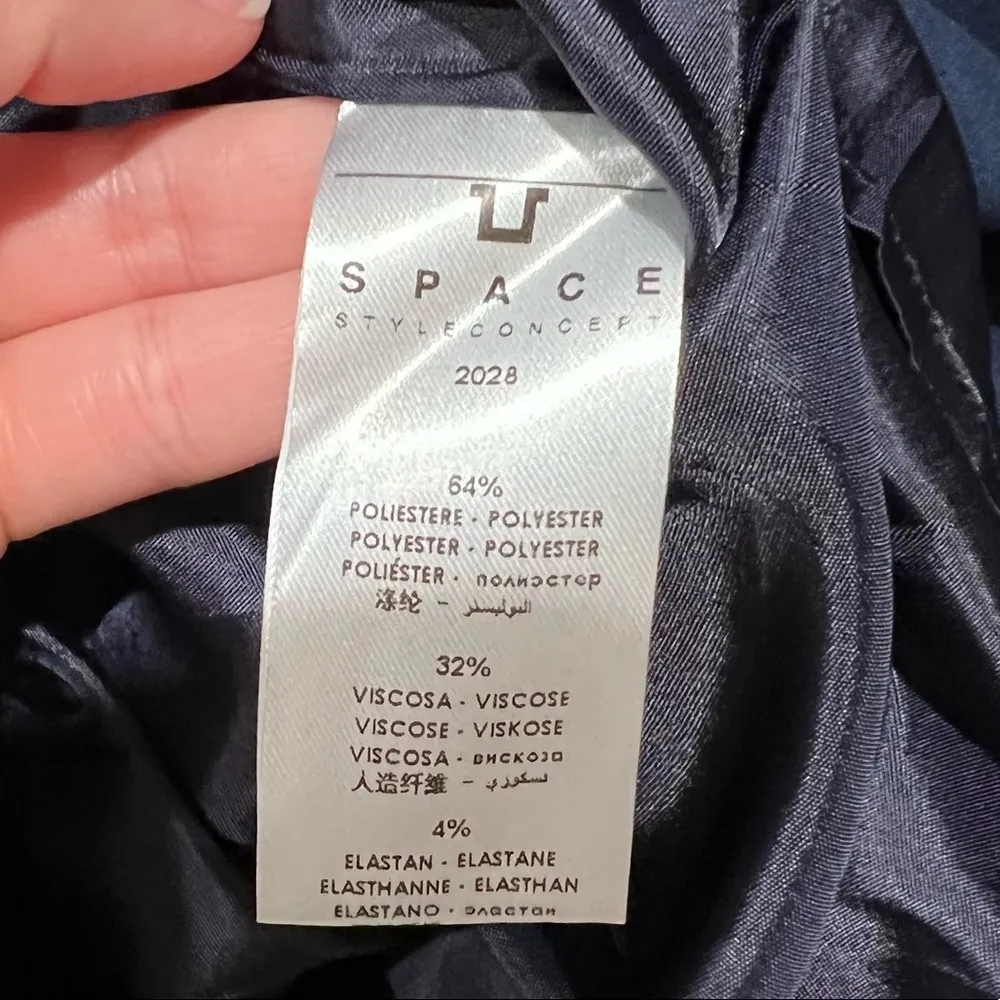 SPACE
STYLECONCEPT
2028
64%
POLIESTERE - POLYESTER
POLYESTER - POLYESTER
POLIÉSTER - полиэстер
涤纶 - البوليستر
32%
VISCOSA - VISCOSE
VISCOSE - VISKOSE
VISCOSA - вискоза
人造纤维 -
4%
ELASTAN - ELASTANE
ELASTHANNE - ELASTHAN
ELASTANO - эластан